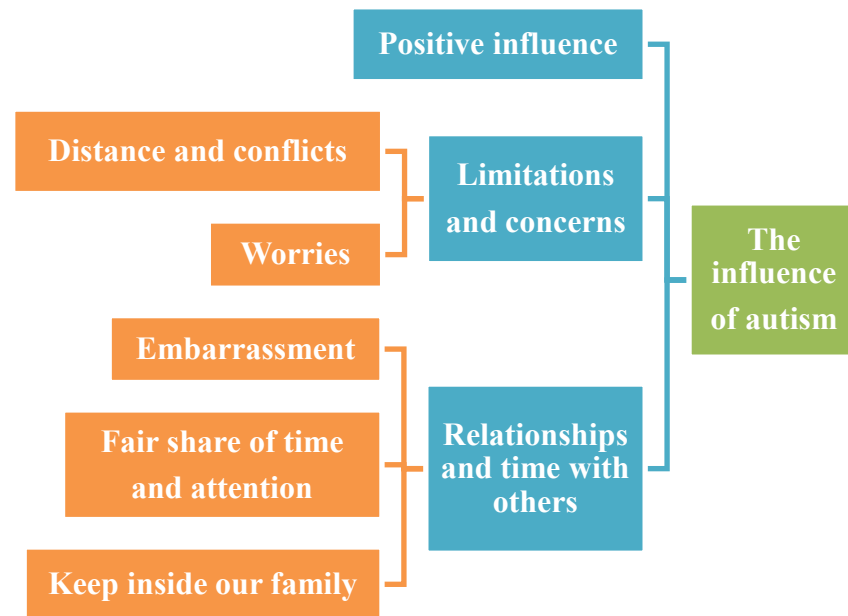 Positive influence
Distance and conflicts
Limitations
and concerns
Worries
The
influence
of autism
Embarrassment
Fair share of time
and attention
Relationships
and time with
others
Keep inside our family